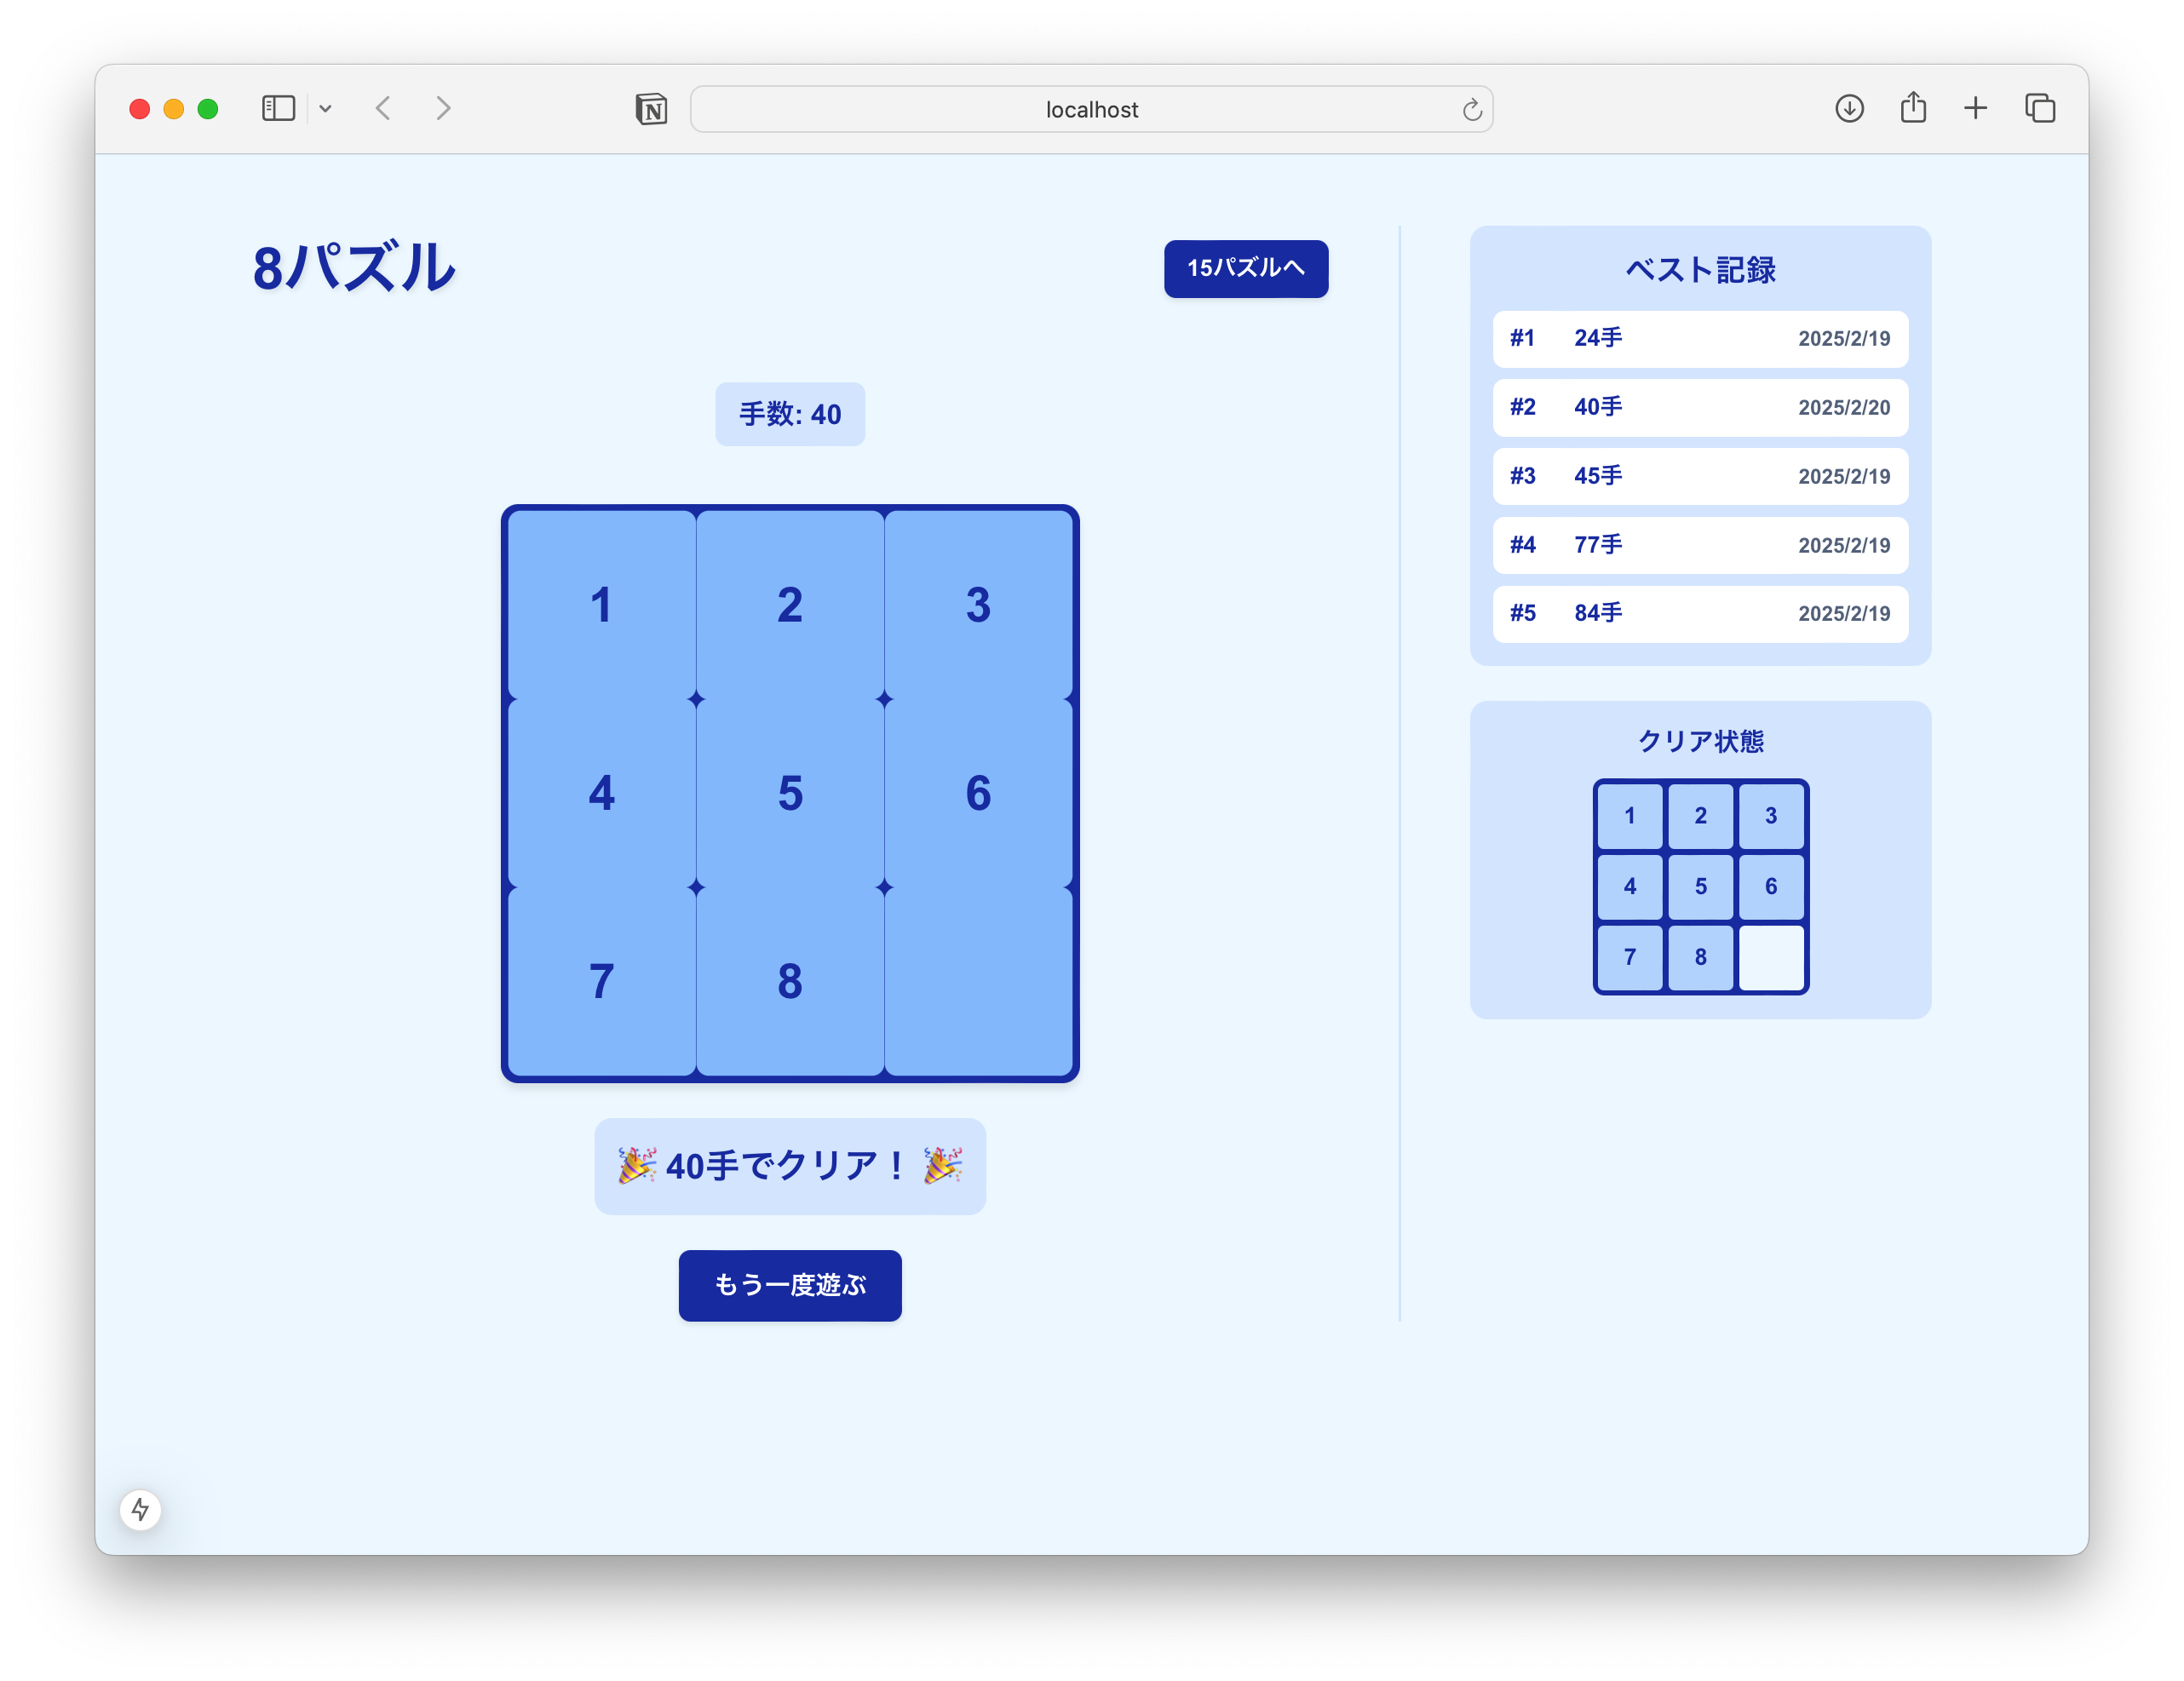 localhost
8パズル
15パズルへ
手数: 40
1 2 3
4 5 6
7 8
🎉 40手でクリア！ 🎉
もう一度遊ぶ
ベスト記録
#1 24手 2025/2/19
#2 40手 2025/2/20
#3 45手 2025/2/19
#4 77手 2025/2/19
#5 84手 2025/2/19
クリア状態
1 2 3
4 5 6
7 8